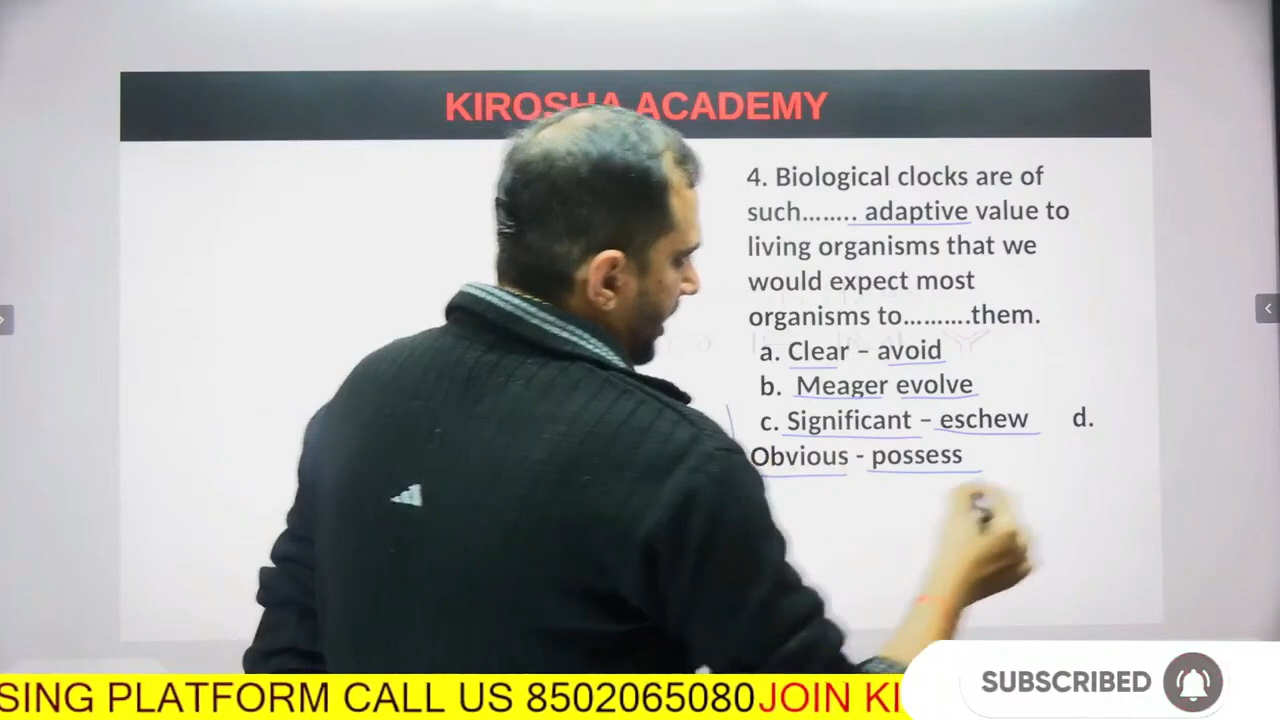 KIROSHA ACADEMY
4. Biological clocks are of
such…….. adaptive value to
living organisms that we
would expect most
organisms to……….them.
a. Clear – avoid
b. Meager evolve
c. Significant – eschew d.
Obvious - possess
SING PLATFORM CALL US 8502065080JOIN KI
SUBSCRIBED